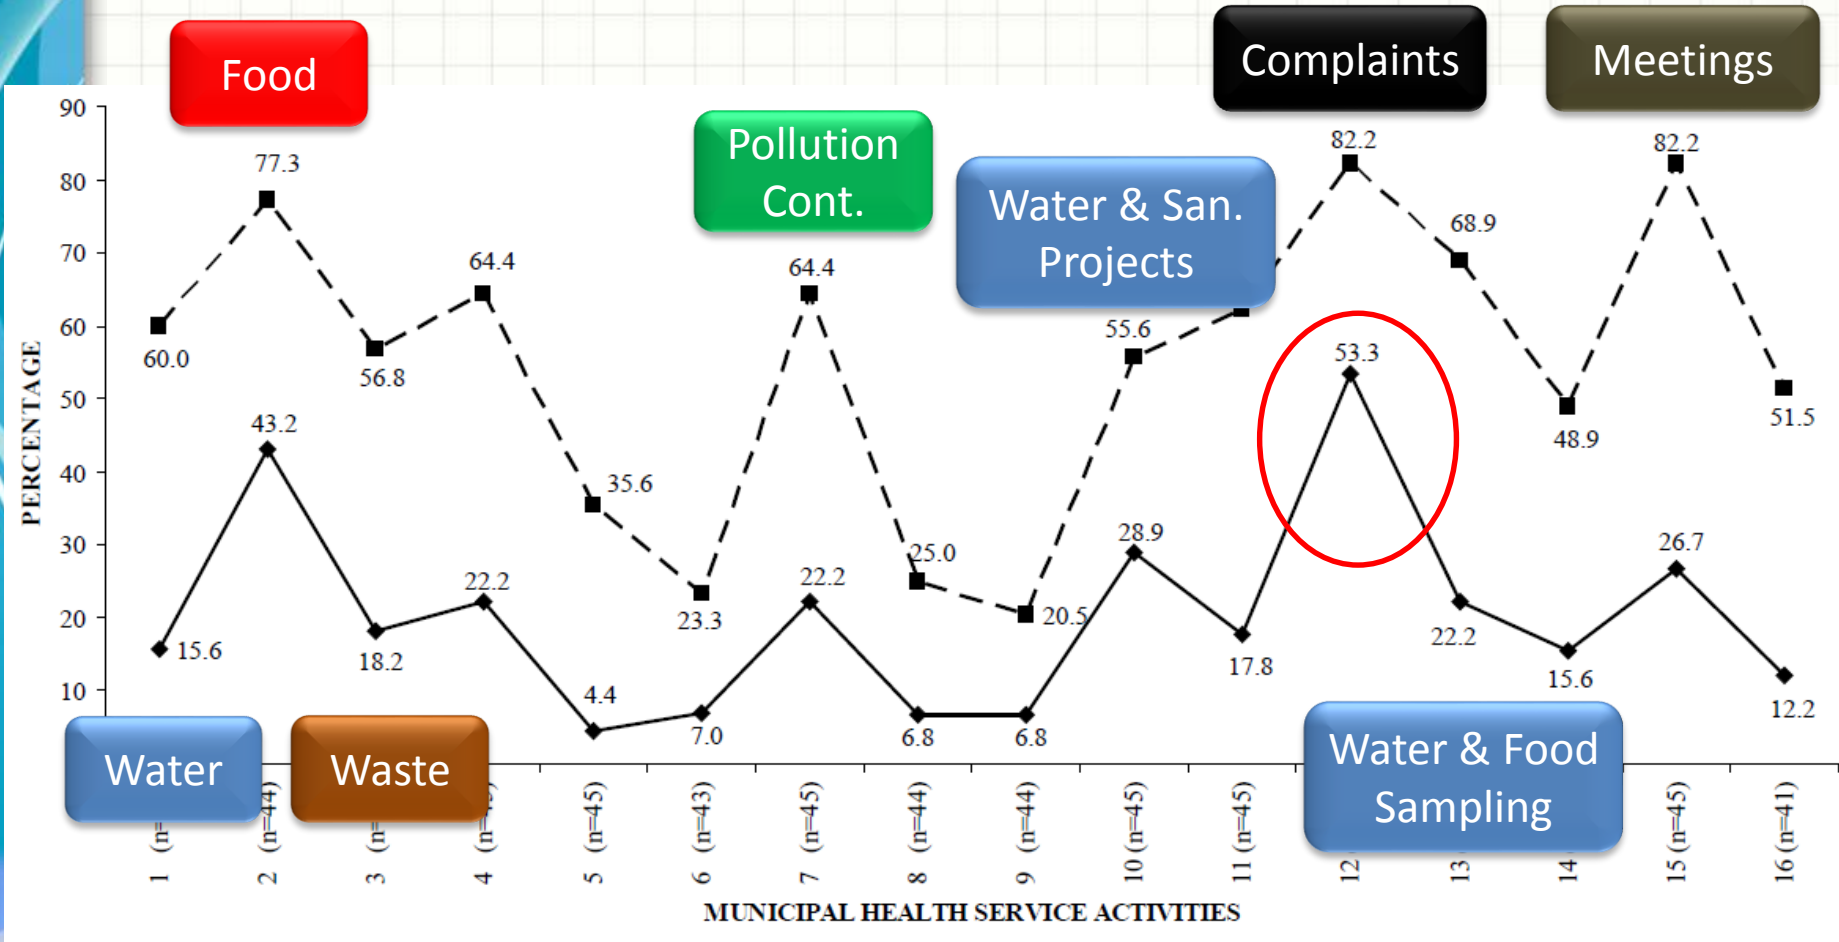 Food
Complaints
Meetings
Pollution
Cont.
Water & San.
Projects
90
80
70
60
50
40
30
20
10
PERCENTAGE
60.0
77.3
56.8
64.4
35.6
23.3
64.4
25.0
20.5
55.6
82.2
68.9
48.9
82.2
51.5
15.6
43.2
18.2
22.2
4.4
7.0
22.2
6.8
6.8
28.9
17.8
53.3
22.2
15.6
26.7
12.2
Water
Waste
Water & Food
Sampling
1
2 (n=44)
3
4
5 (n=45)
6 (n=43)
7 (n=45)
8 (n=44)
9 (n=44)
10 (n=45)
11 (n=45)
12
13
14
15 (n=45)
16 (n=41)
MUNICIPAL HEALTH SERVICE ACTIVITIES